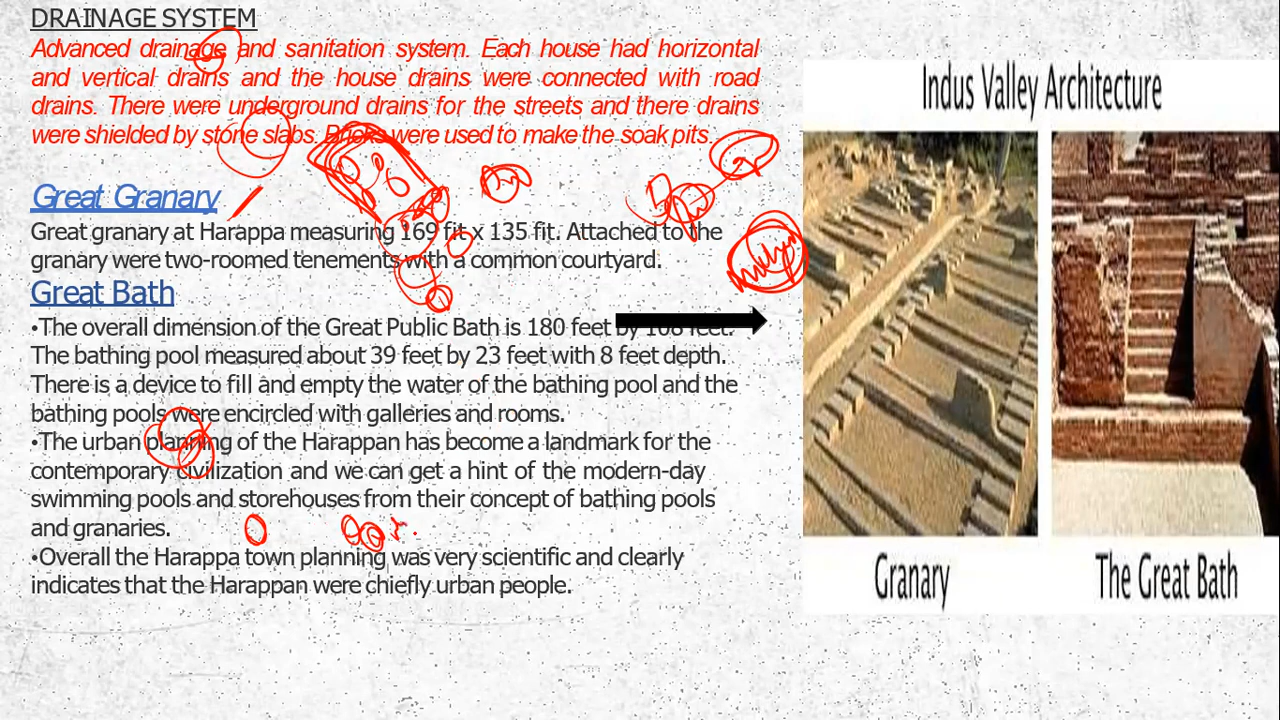 DRAINAGE SYSTEM
Advanced drainage and sanitation system. Each house had horizontal
and vertical drains and the house drains were connected with road
drains. There were underground drains for the streets and there drains
were shielded by stone slabs. Bricks were used to make the soak pits.
Great Granary
Great granary at Harappa measuring 169 fit x 135 fit. Attached to the
granary were two-roomed tenements with a common courtyard.
Great Bath
•The overall dimension of the Great Public Bath is 180 feet by 108 feet.
The bathing pool measured about 39 feet by 23 feet with 8 feet depth.
There is a device to fill and empty the water of the bathing pool and the
bathing pools were encircled with galleries and rooms.
•The urban planning of the Harappan has become a landmark for the
contemporary civilization and we can get a hint of the modern-day
swimming pools and storehouses from their concept of bathing pools
and granaries.
•Overall the Harappa town planning was very scientific and clearly
indicates that the Harappan were chiefly urban people.
Indus Valley Architecture
Granary
The Great Bath